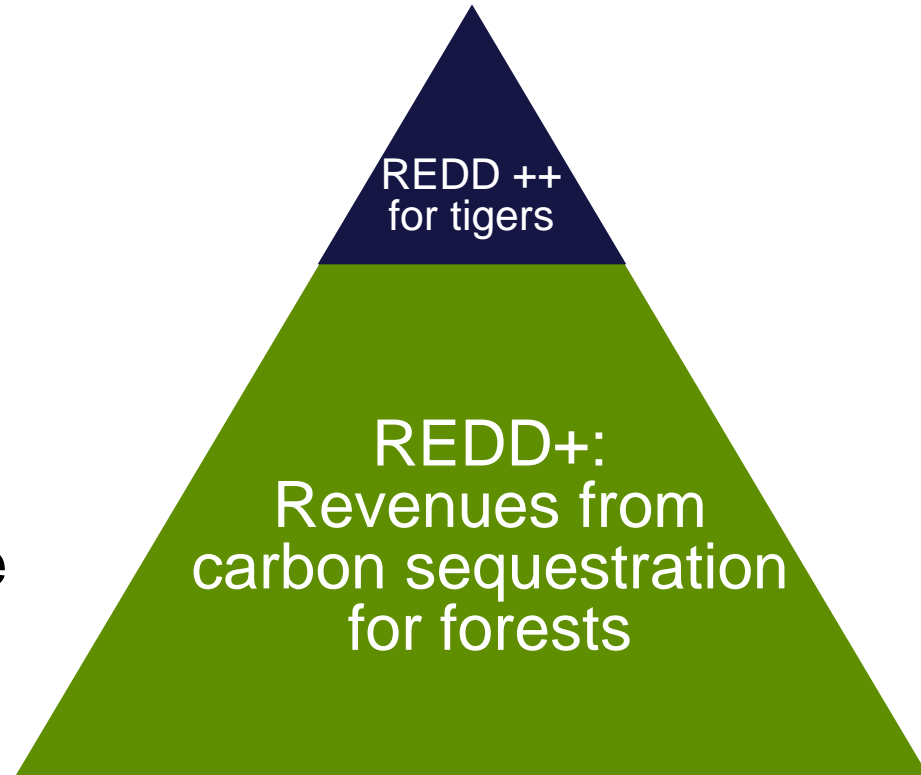 REDD ++
for tigers
REDD+:
Revenues from
e
carbon sequestration
for forests